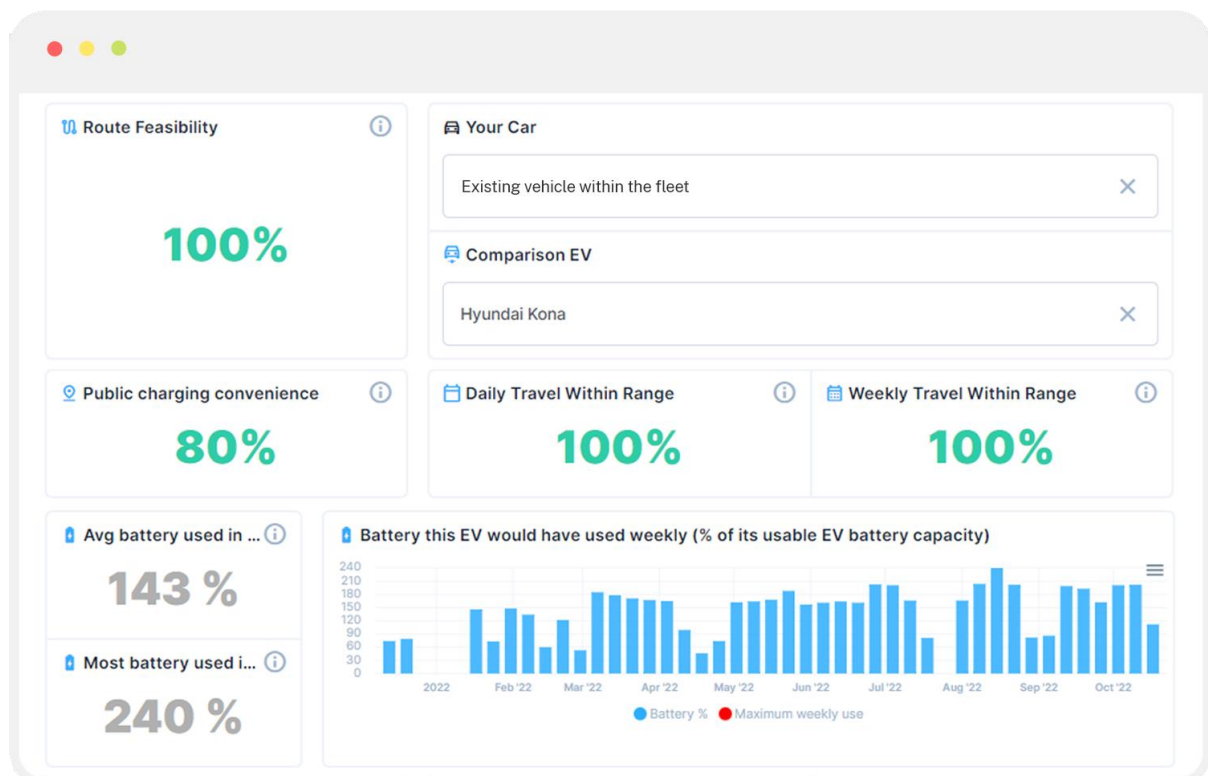 Route Feasibility
100%
Your Car
Existing vehicle within the fleet
Comparison EV
Hyundai Kona
Public charging convenience
80%
Daily Travel Within Range
100%
Weekly Travel Within Range
100%
Avg battery used in ...
143 %
Most battery used i...
240 %
Battery this EV would have used weekly (% of its usable EV battery capacity)
240
210
180
150
120
90
60
30
0
2022 Feb '22 Mar '22 Apr '22 May '22 Jun '22 Jul '22 Aug '22 Sep '22 Oct '22
Battery % Maximum weekly use